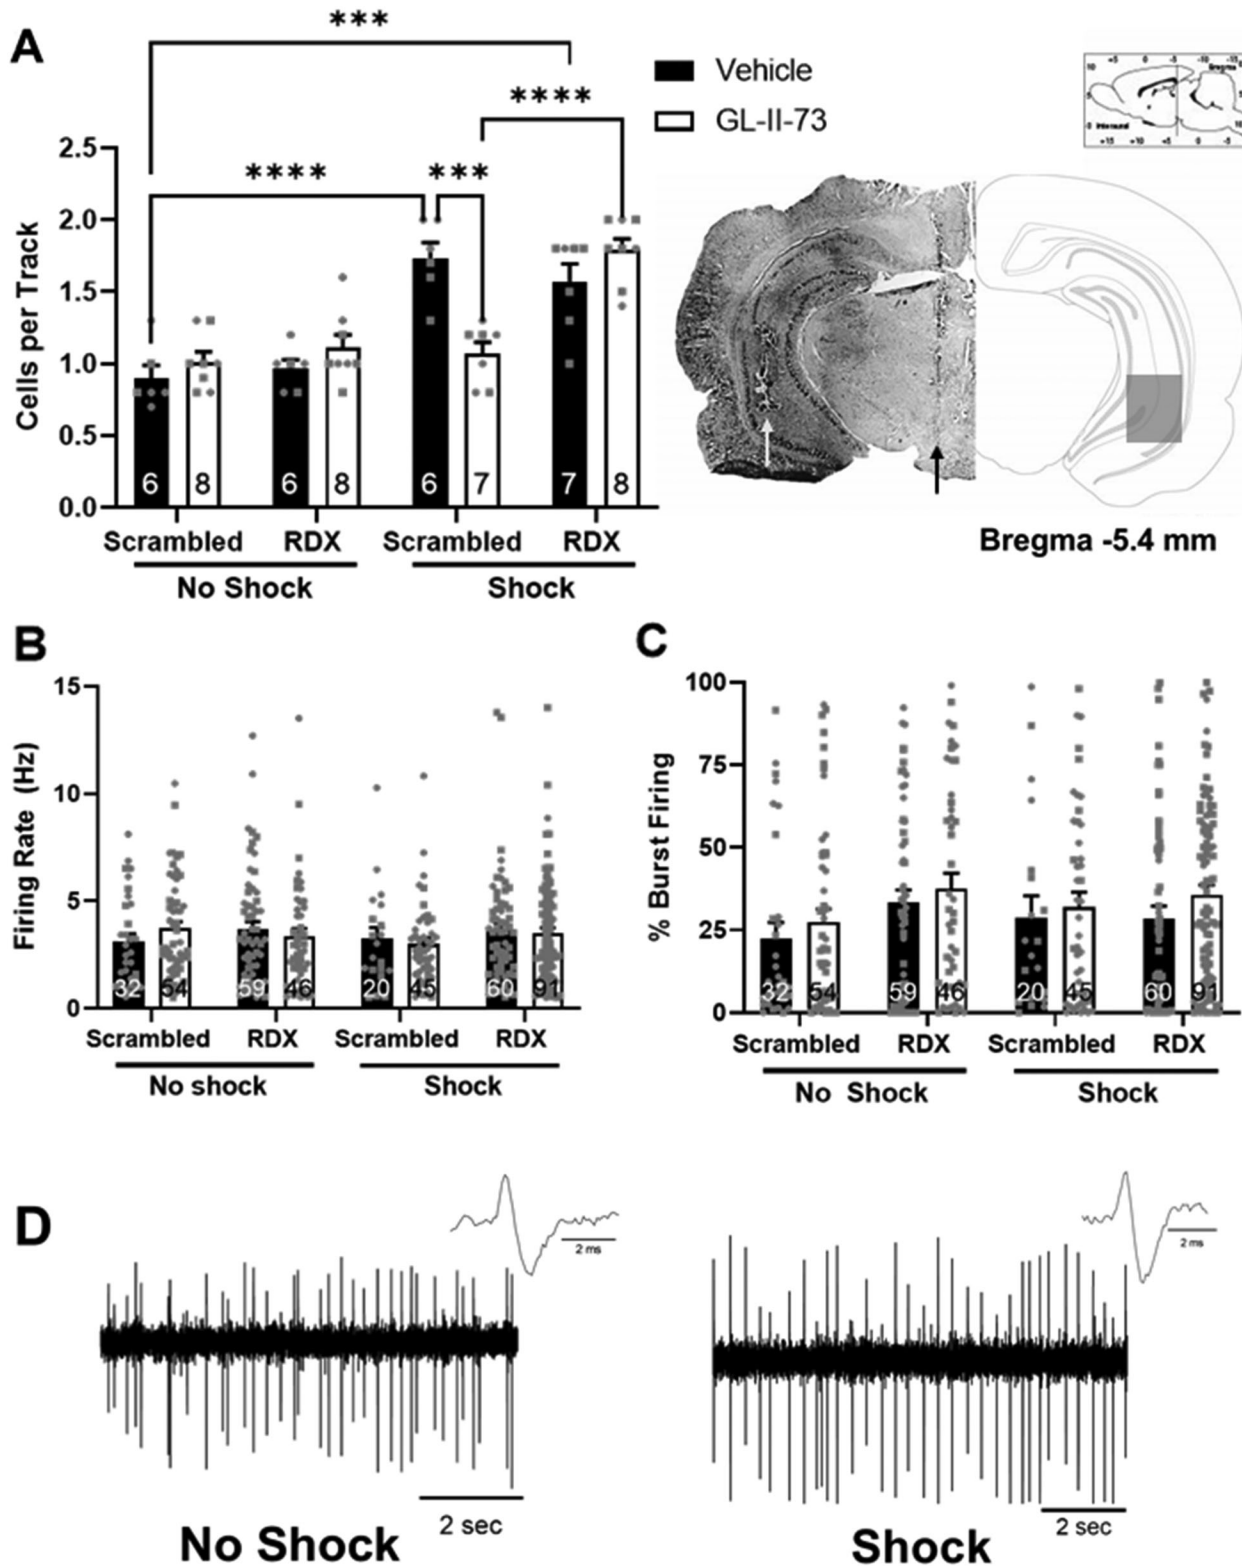 A
***
****
****
***
Vehicle
GL-II-73
2.5
2.0
1.5
1.0
0.5
0.0
Cells per Track
6 8 6 8 6 7 7 8
Scrambled RDX Scrambled RDX
No Shock Shock
Bregma
Interaural
Bregma -5.4 mm
B
15
10
5
0
Firing Rate (Hz)
32 54 59 46 20 45 60 91
Scrambled RDX Scrambled RDX
No shock Shock
C
100
75
50
25
0
% Burst Firing
32 54 59 46 20 45 60 91
Scrambled RDX Scrambled RDX
No Shock Shock
D
2 ms
2 sec
No Shock
2 ms
2 sec
Shock